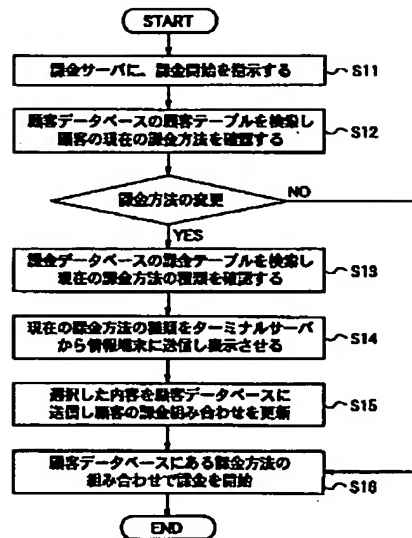 START
課金サーバに、課金開始を指示する
S11
顧客データベースの顧客テーブルを検索し
顧客の現在の課金方法を確認する
S12
課金方法の変更
NO
YES
課金データベースの課金テーブルを検索し
現在の課金方法の種類を確認する
S13
現在の課金方法の種類をターミナルサーバ
から情報端末に送信し表示させる
S14
選択した内容を顧客データベースに
送信し顧客の課金組み合わせを更新
S15
顧客データベースにある課金方法の
組み合わせで課金を開始
S16
END